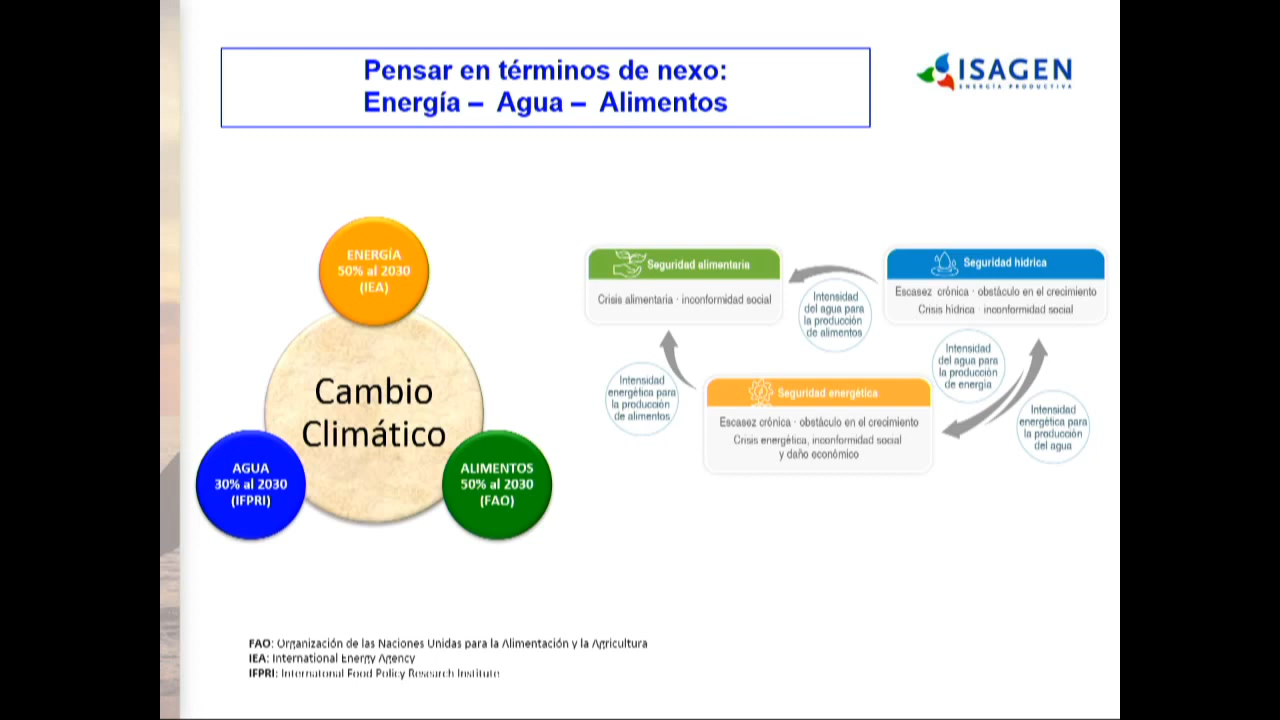 Pensar en términos de nexo:
Energía – Agua – Alimentos
ISAGEN
ENERGÍA PRODUCTIVA
ENERGÍA
50% al 2030
(IEA)
Cambio
Climático
AGUA
30% al 2030
(IFPRI)
ALIMENTOS
50% al 2030
(FAO)
Seguridad alimentaria
Crisis alimentaria · inconformidad social
Intensidad
del agua para
la producción
de alimentos
Seguridad hídrica
Escasez crónica · obstáculo en el crecimiento
Crisis hídrica · inconformidad social
Intensidad
energética para
la producción
de alimentos
Seguridad energética
Escasez crónica · obstáculo en el crecimiento
Crisis energética, inconformidad social
y daño económico
Intensidad
del agua para
la producción
de energía
Intensidad
energética para
la producción
del agua
FAO: Organización de las Naciones Unidas para la Alimentación y la Agricultura
IEA: International Energy Agency
IFPRI: Internatonal Food Policy Research Institute